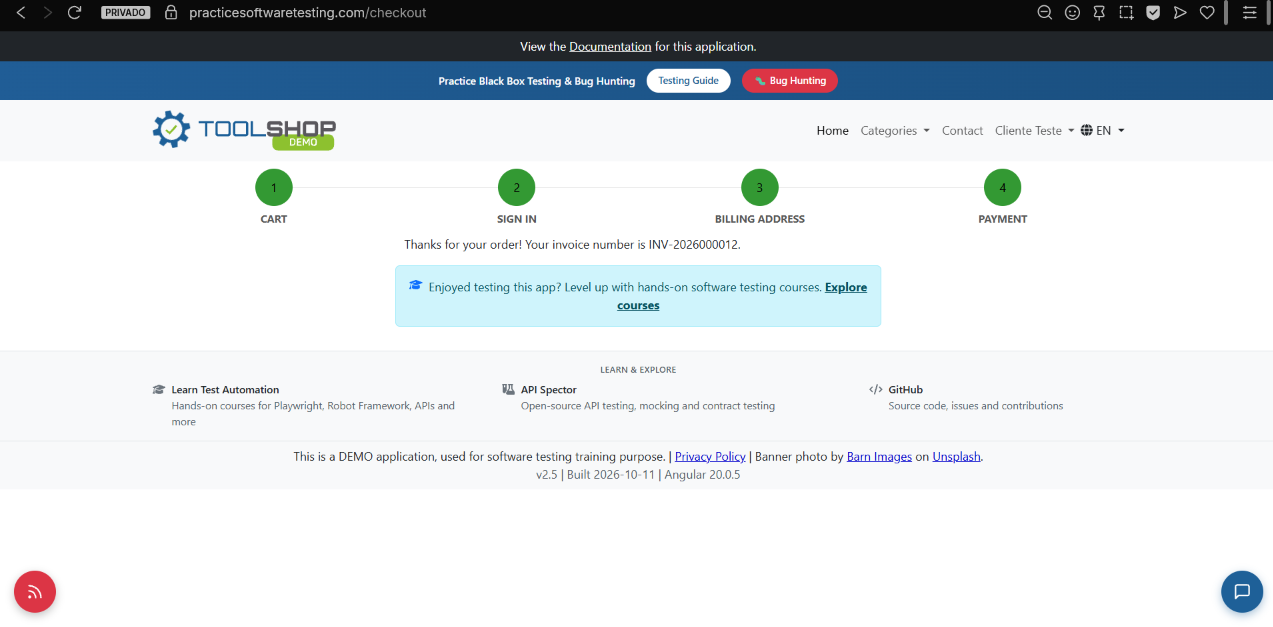 PRIVADO practicesoftwaretesting.com/checkout
View the Documentation for this application.
Practice Black Box Testing & Bug Hunting Testing Guide Bug Hunting
TOOLSHOP
DEMO
Home Categories Contact Cliente Teste EN
1 2 3 4
CART SIGN IN BILLING ADDRESS PAYMENT
Thanks for your order! Your invoice number is INV-2026000012.
Enjoyed testing this app? Level up with hands-on software testing courses. Explore
courses
LEARN & EXPLORE
Learn Test Automation
Hands-on courses for Playwright, Robot Framework, APIs and
more
API Spector
Open-source API testing, mocking and contract testing
GitHub
Source code, issues and contributions
This is a DEMO application, used for software testing training purpose. | Privacy Policy | Banner photo by Barn Images on Unsplash.
v2.5 | Built 2026-10-11 | Angular 20.0.5